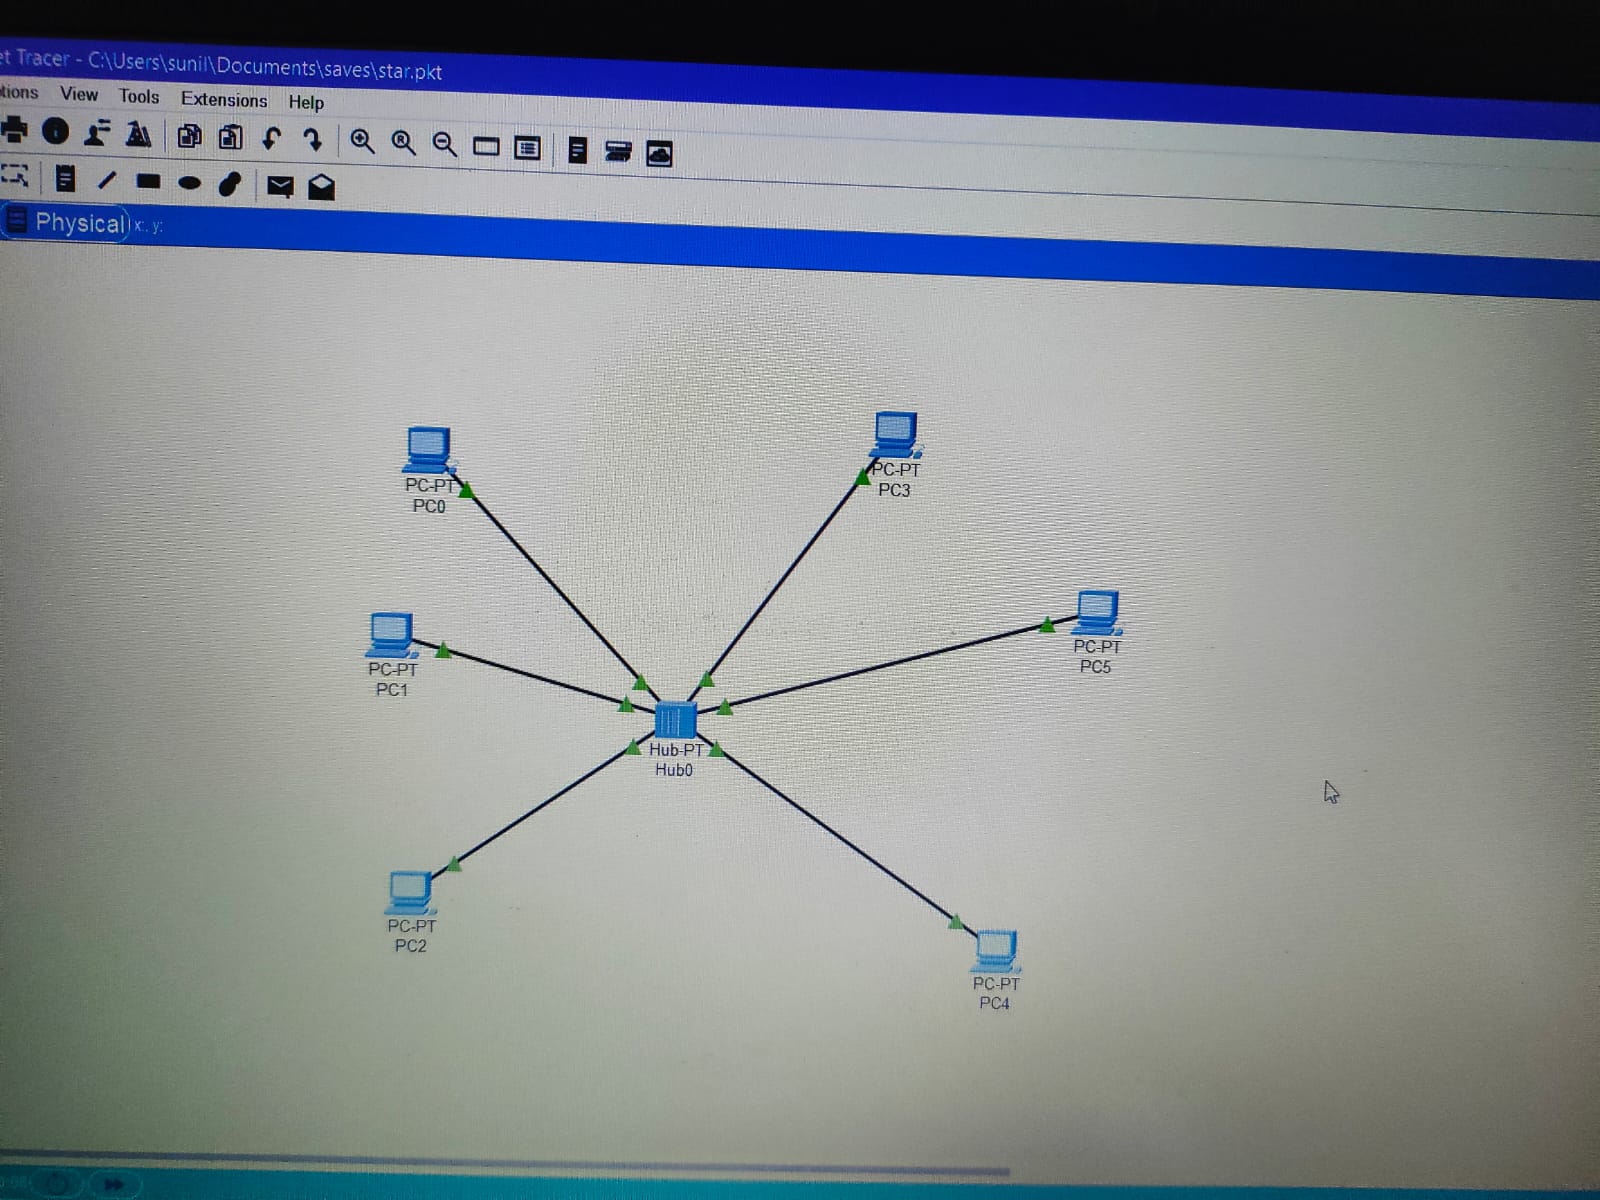 et Tracer - C:\Users\sunil\Documents\saves\star.pkt
tions View Tools Extensions Help
Physical x:, y:
PC-PT
PC0
PC-PT
PC3
PC-PT
PC1
PC-PT
PC5
Hub-PT
Hub0
PC-PT
PC2
PC-PT
PC4